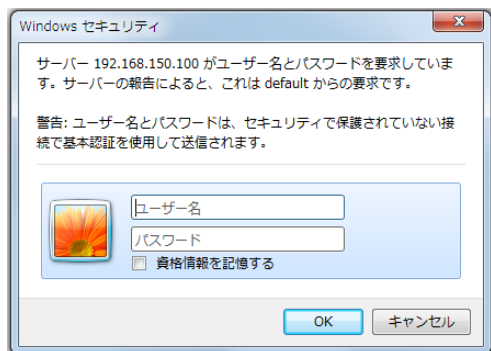 Windows セキュリティ
サーバー 192.168.150.100 がユーザー名とパスワードを要求していま
す。サーバーの報告によると、これは default からの要求です。
警告: ユーザー名とパスワードは、セキュリティで保護されていない接
続で基本認証を使用して送信されます。
ユーザー名
パスワード
資格情報を記憶する
OK キャンセル